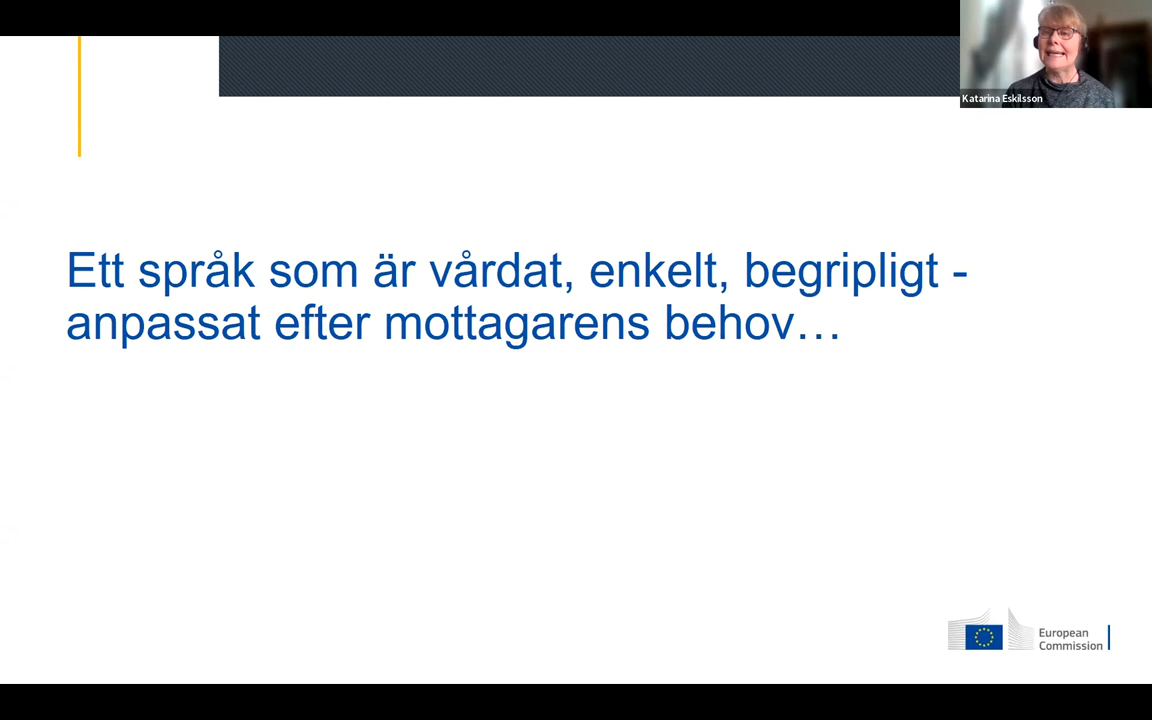 Katarina Eskilsson
Ett språk som är vårdat, enkelt, begripligt -
anpassat efter mottagarens behov…
European
Commission